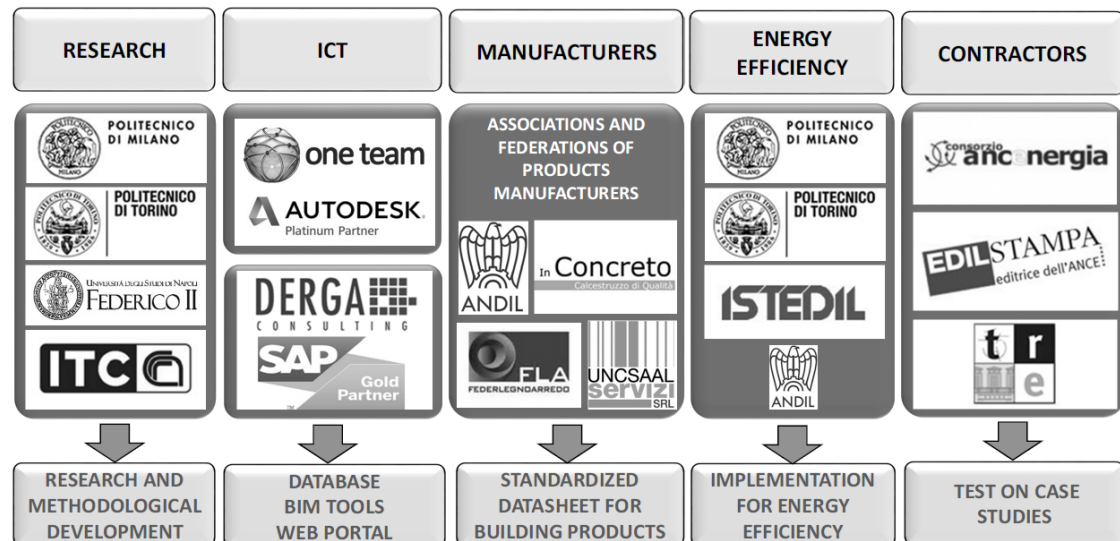 RESEARCH
ICT
MANUFACTURERS
ENERGY
EFFICIENCY
CONTRACTORS
POLITECNICO
DI MILANO
POLITECNICO
DI TORINO
UNIVERSITÀ DEGLI STUDI DI NAPOLI
FEDERICO II
ITC
one team
AUTODESK.
Platinum Partner
DERGA
CONSULTING
SAP
Gold
Partner
ASSOCIATIONS AND
FEDERATIONS OF
PRODUCTS
MANUFACTURERS
ANDIL
In Concreto
Calcestruzzo di Qualità
FLA
FEDERLEGNOARREDO
UNCSAAL
servizi
SRL
POLITECNICO
DI MILANO
POLITECNICO
DI TORINO
ISTEDIL
ANDIL
consorzio
ancenergia
EDILSTAMPA
editrice dell'ANCE
t r
e
RESEARCH AND
METHODOLOGICAL
DEVELOPMENT
DATABASE
BIM TOOLS
WEB PORTAL
STANDARDIZED
DATASHEET FOR
BUILDING PRODUCTS
IMPLEMENTATION
FOR ENERGY
EFFICIENCY
TEST ON CASE
STUDIES